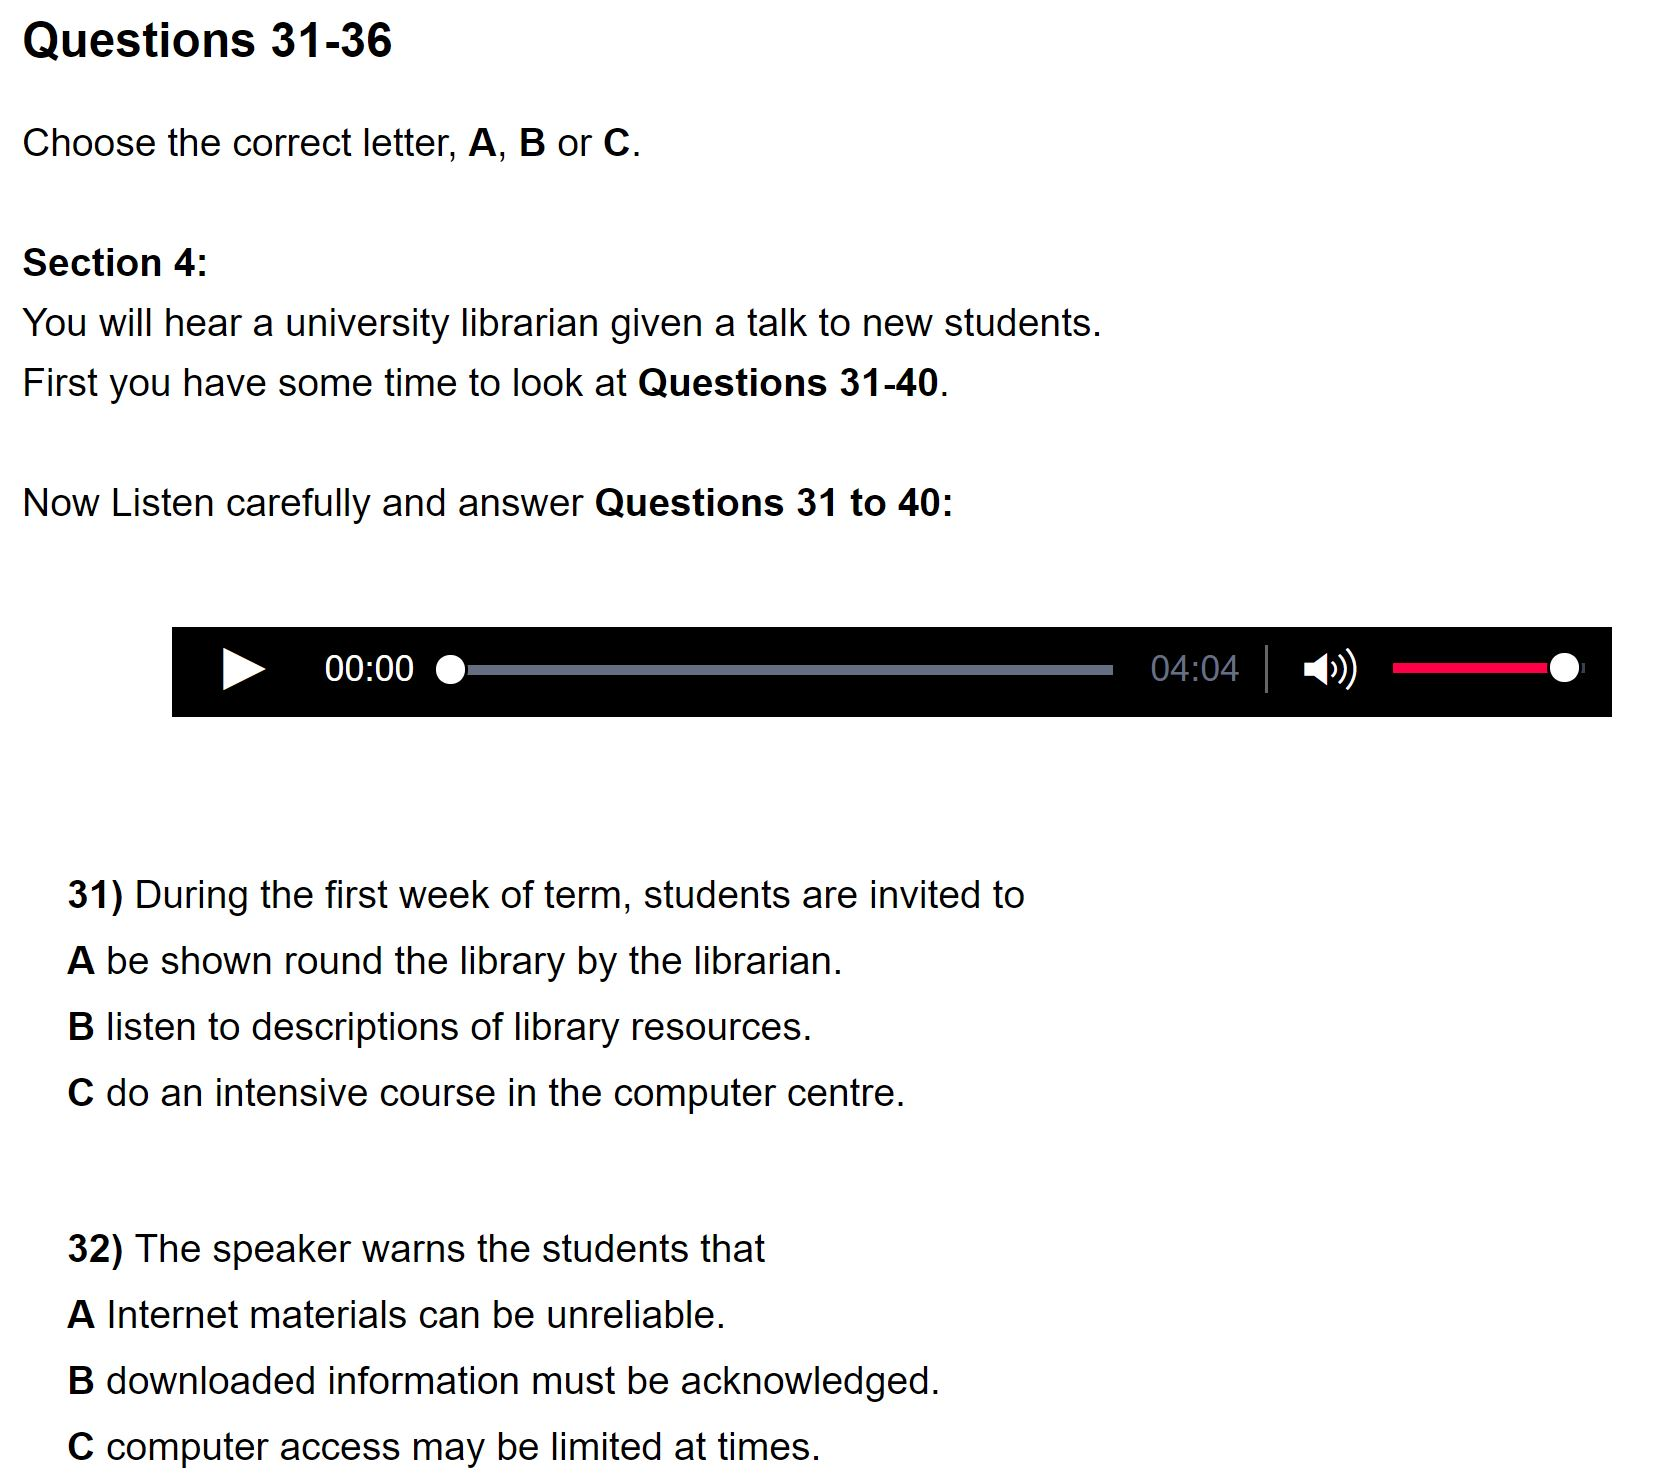 Questions 31-36
Choose the correct letter, A, B or C.
Section 4:
You will hear a university librarian given a talk to new students.
First you have some time to look at Questions 31-40.
Now Listen carefully and answer Questions 31 to 40:
00:00 04:04
31) During the first week of term, students are invited to
A be shown round the library by the librarian.
B listen to descriptions of library resources.
C do an intensive course in the computer centre.
32) The speaker warns the students that
A Internet materials can be unreliable.
B downloaded information must be acknowledged.
C computer access may be limited at times.